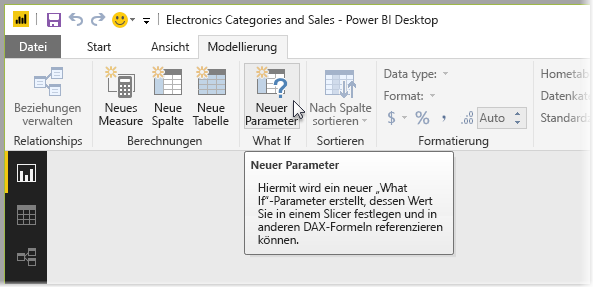 Electronics Categories and Sales - Power BI Desktop
Datei Start Ansicht Modellierung
Beziehungen verwalten
Neues Measure
Neue Spalte
Neue Tabelle
Neuer Parameter
Nach Spalte sortieren
Data type:
Format:
$ % , .00 Auto
Hometab
Datenkate
Standard:
Relationships Berechnungen What If Sortieren Formatierung
Neuer Parameter
Hiermit wird ein neuer „What
If“-Parameter erstellt, dessen Wert
Sie in einem Slicer festlegen und in
anderen DAX-Formeln referenzieren
können.